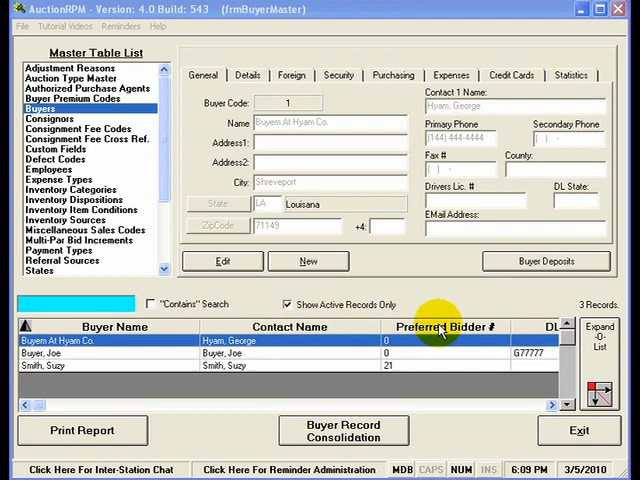 AuctionRPM - Version: 4.0 Build: 543 (frmBuyerMaster)
File Tutorial Videos Reminders Help
Master Table List
Adjustment Reasons
Auction Type Master
Authorized Purchase Agents
Buyer Premium Codes
Buyers
Consignors
Consignment Fee Codes
Consignment Fee Cross Ref.
Custom Fields
Defect Codes
Employees
Expense Types
Inventory Categories
Inventory Dispositions
Inventory Item Conditions
Inventory Sources
Miscellaneous Sales Codes
Multi-Par Bid Increments
Payment Types
Referral Sources
States
General Details Foreign Security Purchasing Expenses Credit Cards Statistics
Buyer Code: 1
Name Buyem At Hyam Co.
Address1:
Address2:
City: Shreveport
State: LA Louisiana
ZipCode 71149 +4:
Contact 1 Name:
Hyam, George
Primary Phone Secondary Phone
(144) 444-4444 ( ) -
Fax # County:
( ) -
Drivers Lic. # DL State:
EMail Address:
Edit New Buyer Deposits
"Contains" Search Show Active Records Only 3 Records.
Buyer Name Contact Name Preferred Bidder # DL
Buyem At Hyam Co. Hyam, George 0
Buyer, Joe Buyer, Joe 0 G77777
Smith, Suzy Smith, Suzy 21
Expand
-0-
List
Print Report Buyer Record Consolidation Exit
Click Here For Inter-Station Chat Click Here For Reminder Administration MDB CAPS NUM INS 6:09 PM 3/5/2010